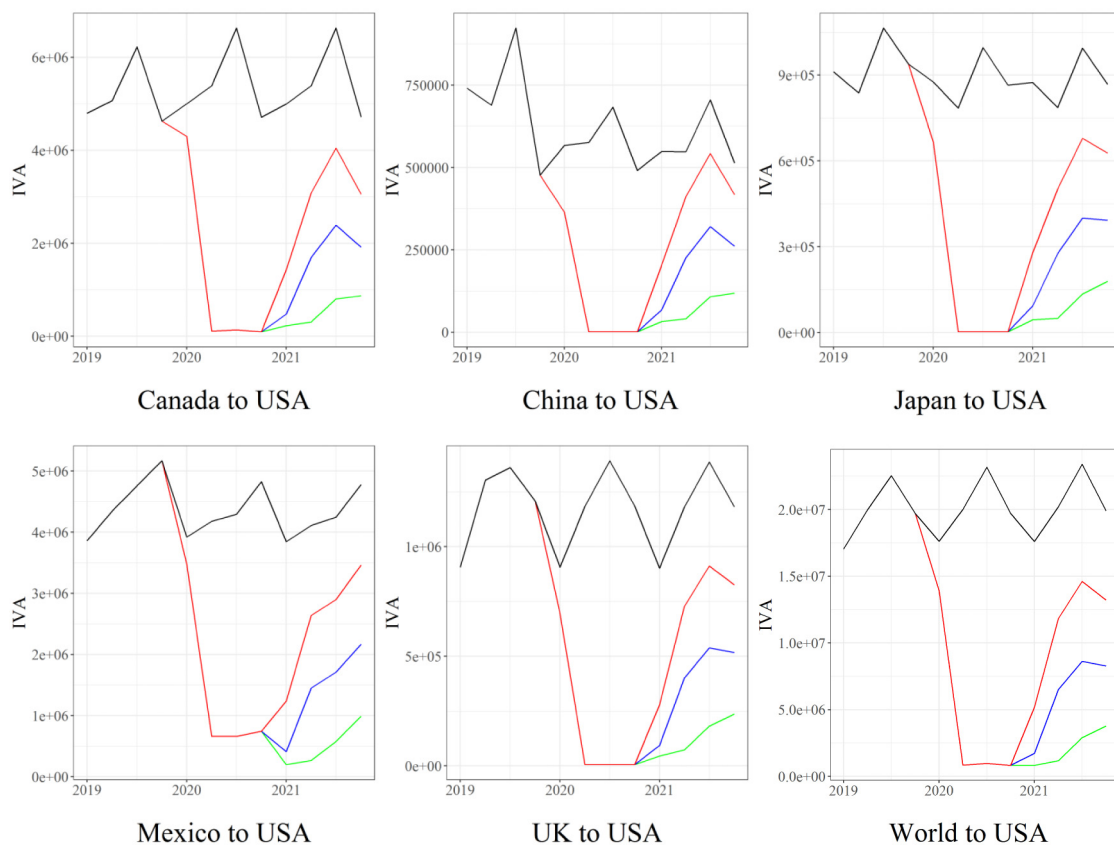 IVA
6e+06
4e+06
2e+06
0e+00
2019 2020 2021
Canada to USA
IVA
750000
500000
250000
0
2019 2020 2021
China to USA
IVA
9e+05
6e+05
3e+05
0e+00
2019 2020 2021
Japan to USA
IVA
5e+06
4e+06
3e+06
2e+06
1e+06
0e+00
2019 2020 2021
Mexico to USA
IVA
1e+06
5e+05
0e+00
2019 2020 2021
UK to USA
IVA
2.0e+07
1.5e+07
1.0e+07
5.0e+06
0.0e+00
2019 2020 2021
World to USA